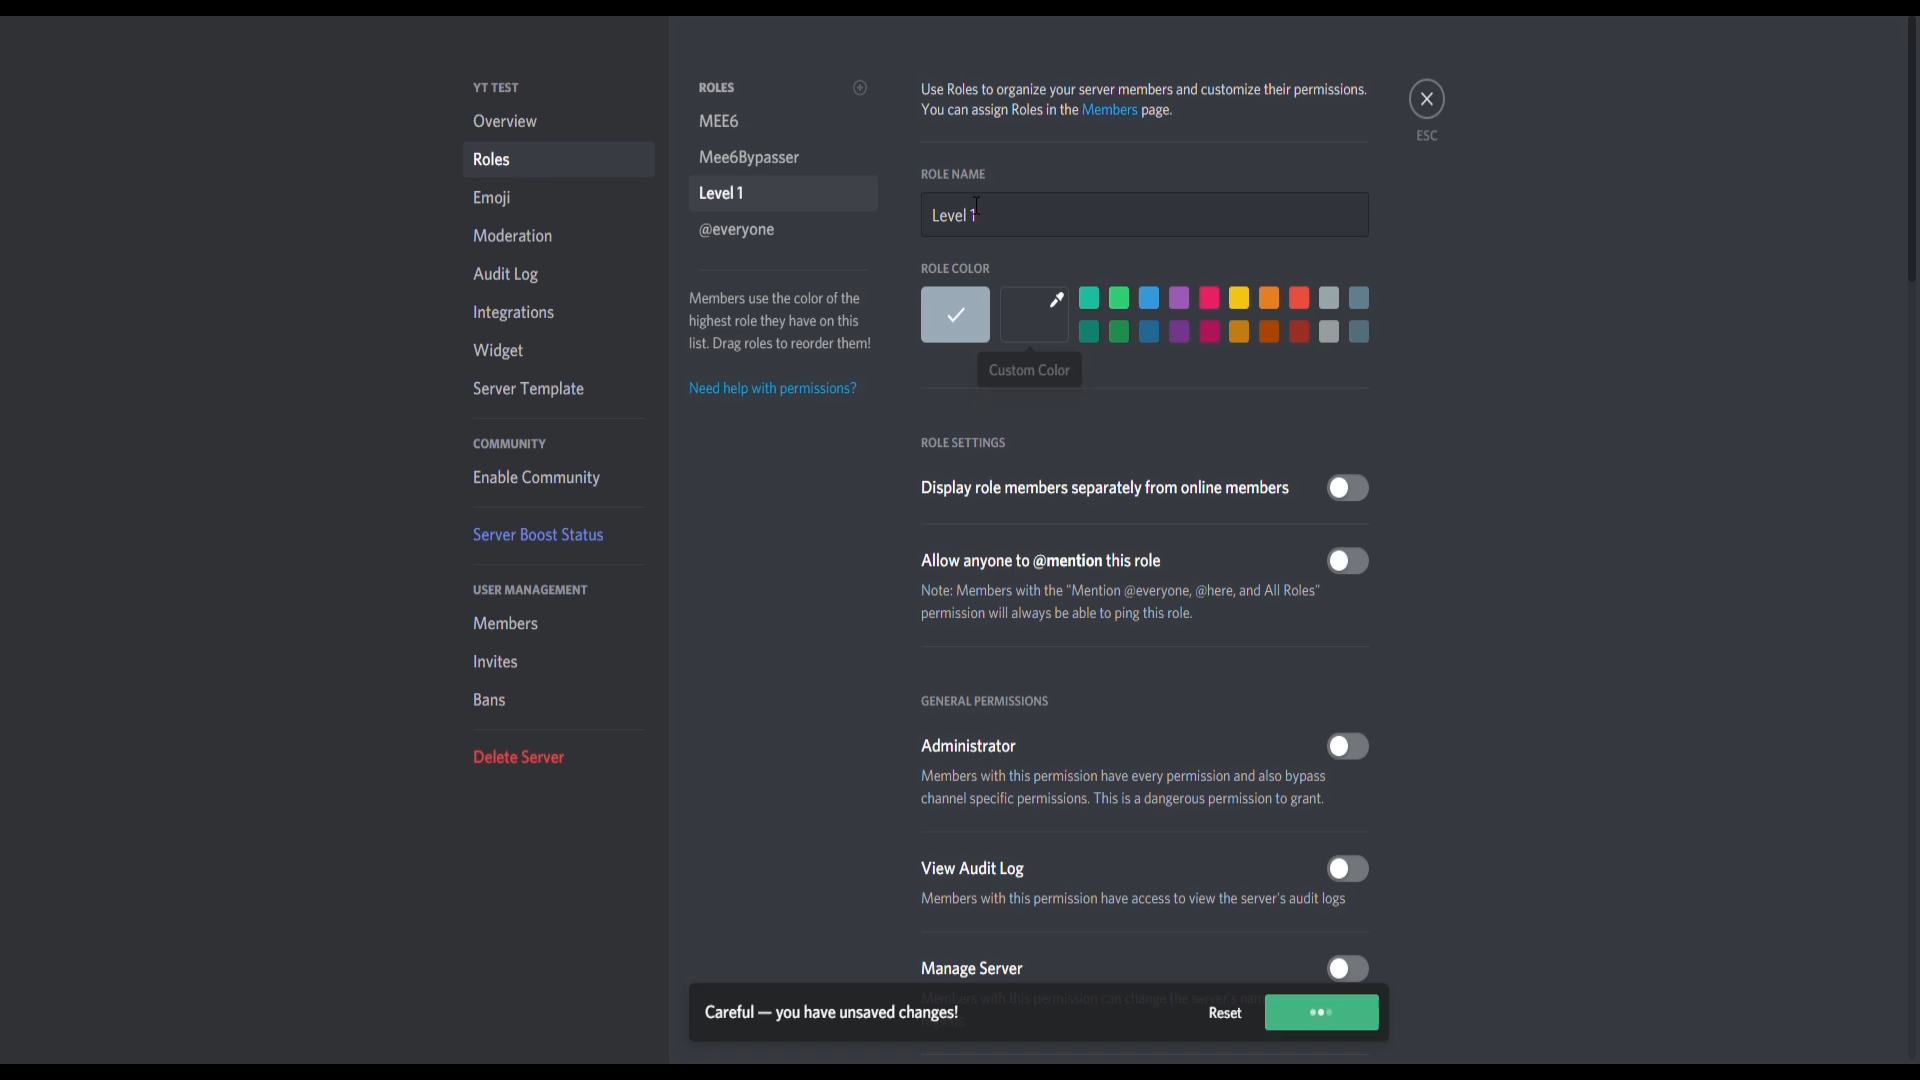 YT TEST
Overview
Roles
Emoji
Moderation
Audit Log
Integrations
Widget
Server Template
COMMUNITY
Enable Community
Server Boost Status
USER MANAGEMENT
Members
Invites
Bans
Delete Server
ROLES
MEE6
Mee6Bypasser
Level 1
@everyone
Members use the color of the
highest role they have on this
list. Drag roles to reorder them!
Need help with permissions?
Use Roles to organize your server members and customize their permissions.
You can assign Roles in the Members page.
ESC
ROLE NAME
Level 1
ROLE COLOR
Custom Color
ROLE SETTINGS
Display role members separately from online members
Allow anyone to @mention this role
Note: Members with the "Mention @everyone, @here, and All Roles"
permission will always be able to ping this role.
GENERAL PERMISSIONS
Administrator
Members with this permission have every permission and also bypass
channel specific permissions. This is a dangerous permission to grant.
View Audit Log
Members with this permission have access to view the server's audit logs
Manage Server
Members with this permission can change the server's
Careful — you have unsaved changes!
Reset